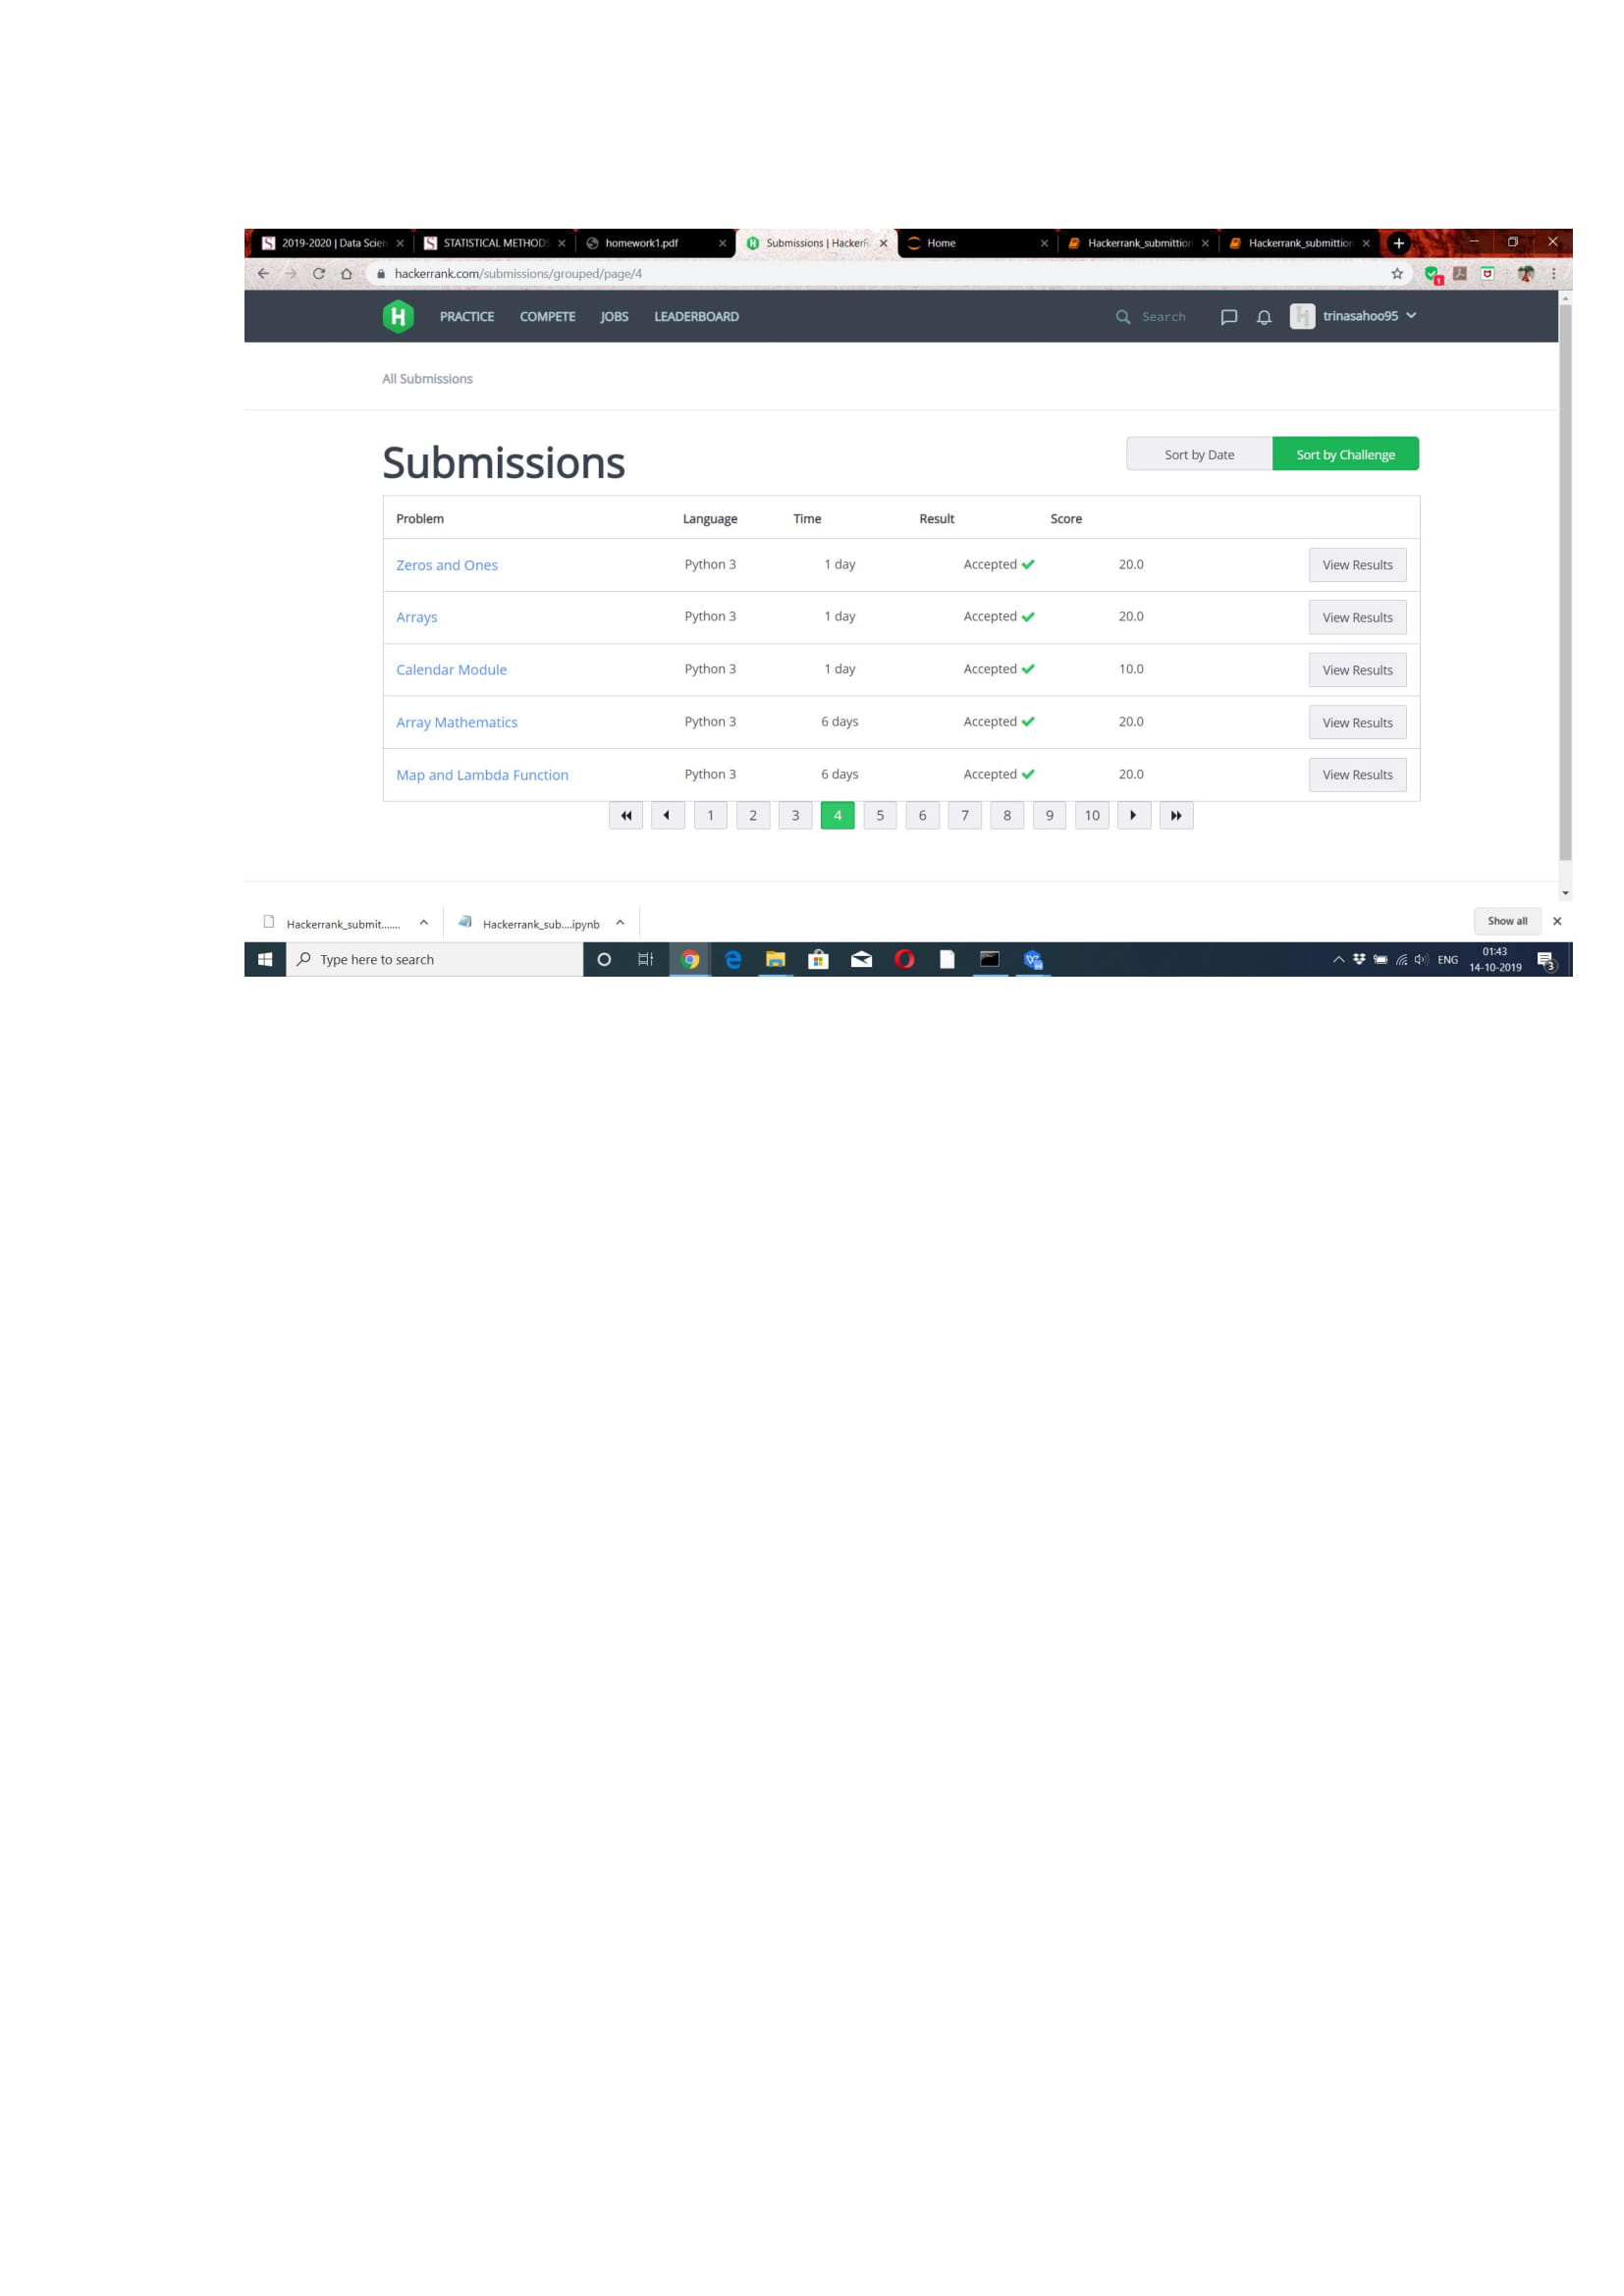 2019-2020 | Data Scien STATISTICAL METHODS homework1.pdf Submissions | HackerR Home Hackerrank_submittion Hackerrank_submittion
hackerrank.com/submissions/grouped/page/4
PRACTICE COMPETE JOBS LEADERBOARD Search trinasahoo95
All Submissions
Submissions
Sort by Date Sort by Challenge
Problem Language Time Result Score
Zeros and Ones Python 3 1 day Accepted 20.0 View Results
Arrays Python 3 1 day Accepted 20.0 View Results
Calendar Module Python 3 1 day Accepted 10.0 View Results
Array Mathematics Python 3 6 days Accepted 20.0 View Results
Map and Lambda Function Python 3 6 days Accepted 20.0 View Results
1 2 3 4 5 6 7 8 9 10
Hackerrank_submit....... Hackerrank_sub....ipynb Show all
Type here to search ENG 01:43
14-10-2019 3